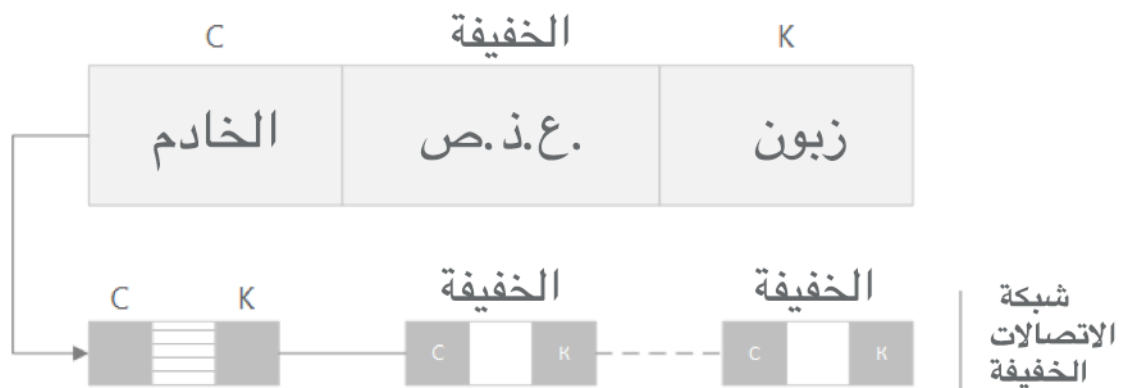 C الخفيفة K
الخادم ع.ذ.ص. زبون
C K الخفيفة الخفيفة
C K C K
شبكة
الاتصالات
الخفيفة